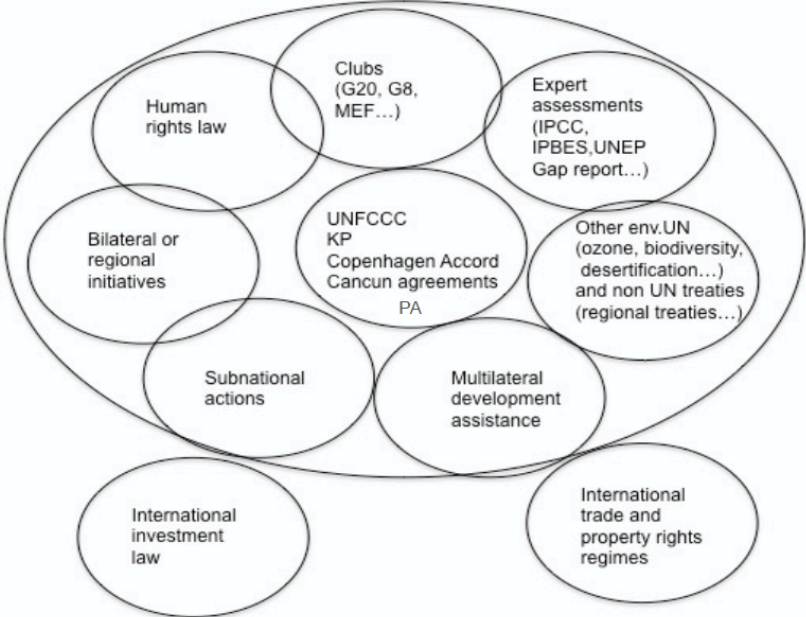 Clubs
(G20, G8,
MEF...)
Human
rights law
Expert
assessments
(IPCC,
IPBES,UNEP
Gap report...)
UNFCCC
KP
Copenhagen Accord
Cancun agreements
PA
Bilateral or
regional
initiatives
Other env.UN
(ozone, biodiversity,
desertification...)
and non UN treaties
(regional treaties...)
Subnational
actions
Multilateral
development
assistance
International
investment
law
International
trade and
property rights
regimes